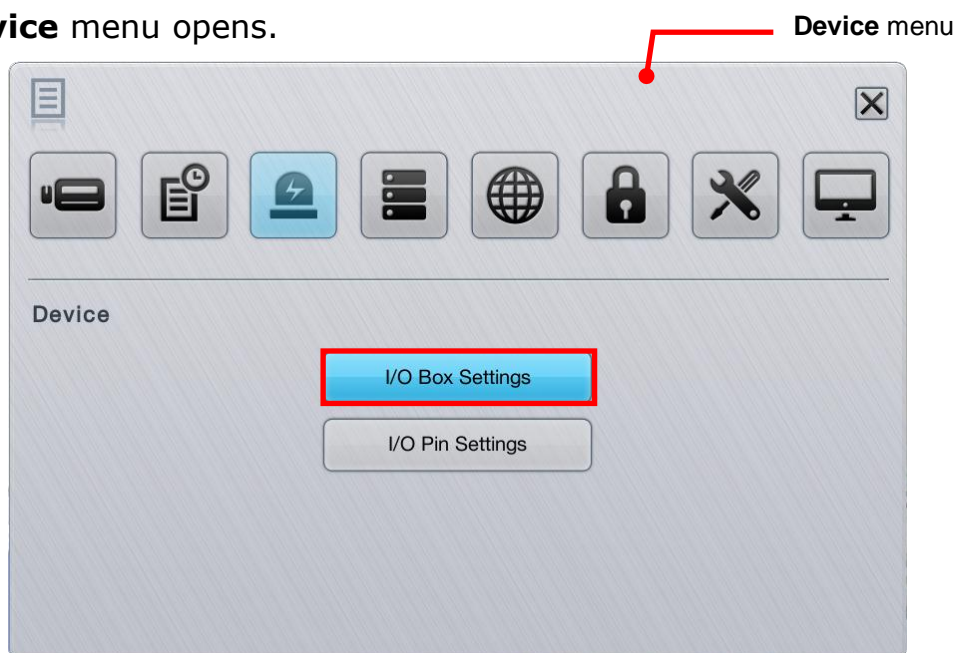 vice menu opens.
Device menu
Device
I/O Box Settings
I/O Pin Settings